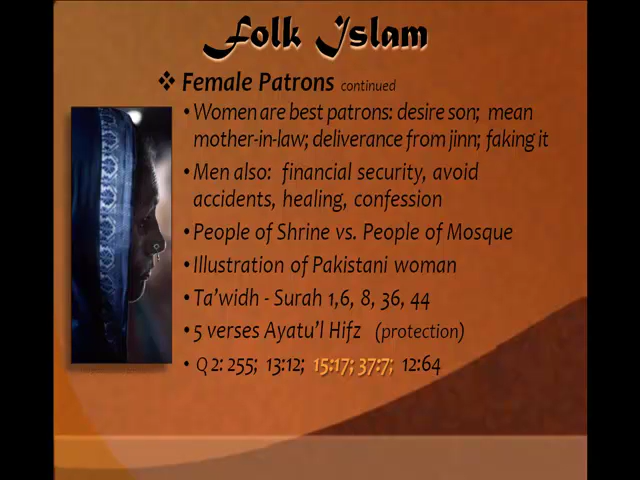 Folk Islam
❖ Female Patrons continued
• Women are best patrons: desire son; mean
mother-in-law; deliverance from jinn; faking it
• Men also: financial security, avoid
accidents, healing, confession
• People of Shrine vs. People of Mosque
• Illustration of Pakistani woman
• Ta'widh - Surah 1,6, 8, 36, 44
• 5 verses Ayatu'l Hifz (protection)
• Q 2: 255; 13:12; 15:17; 37:7; 12:64